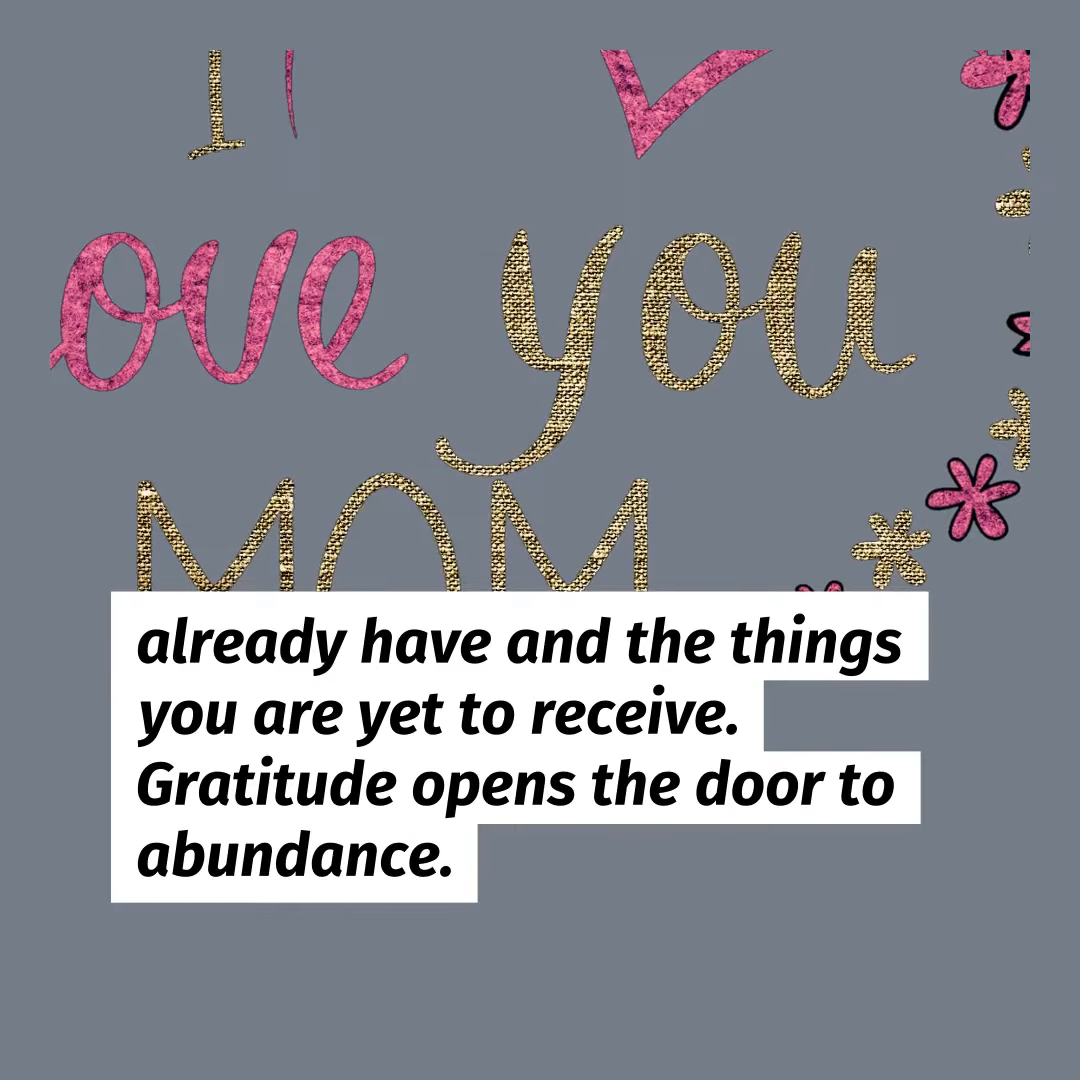 ove you
MOM
already have and the things
you are yet to receive.
Gratitude opens the door to
abundance.